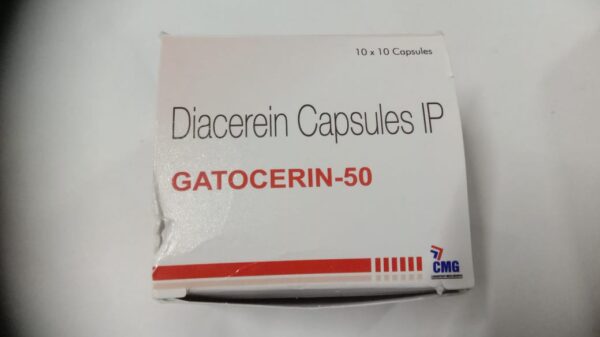 10 x 10 Capsules
Diacerein Capsules IP
GATOCERIN-50
CMG